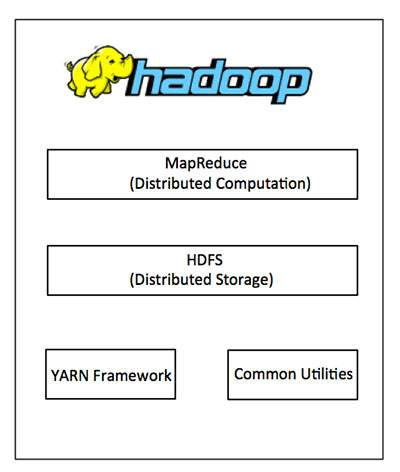 hadoop
MapReduce
(Distributed Computation)
HDFS
(Distributed Storage)
YARN Framework
Common Utilities